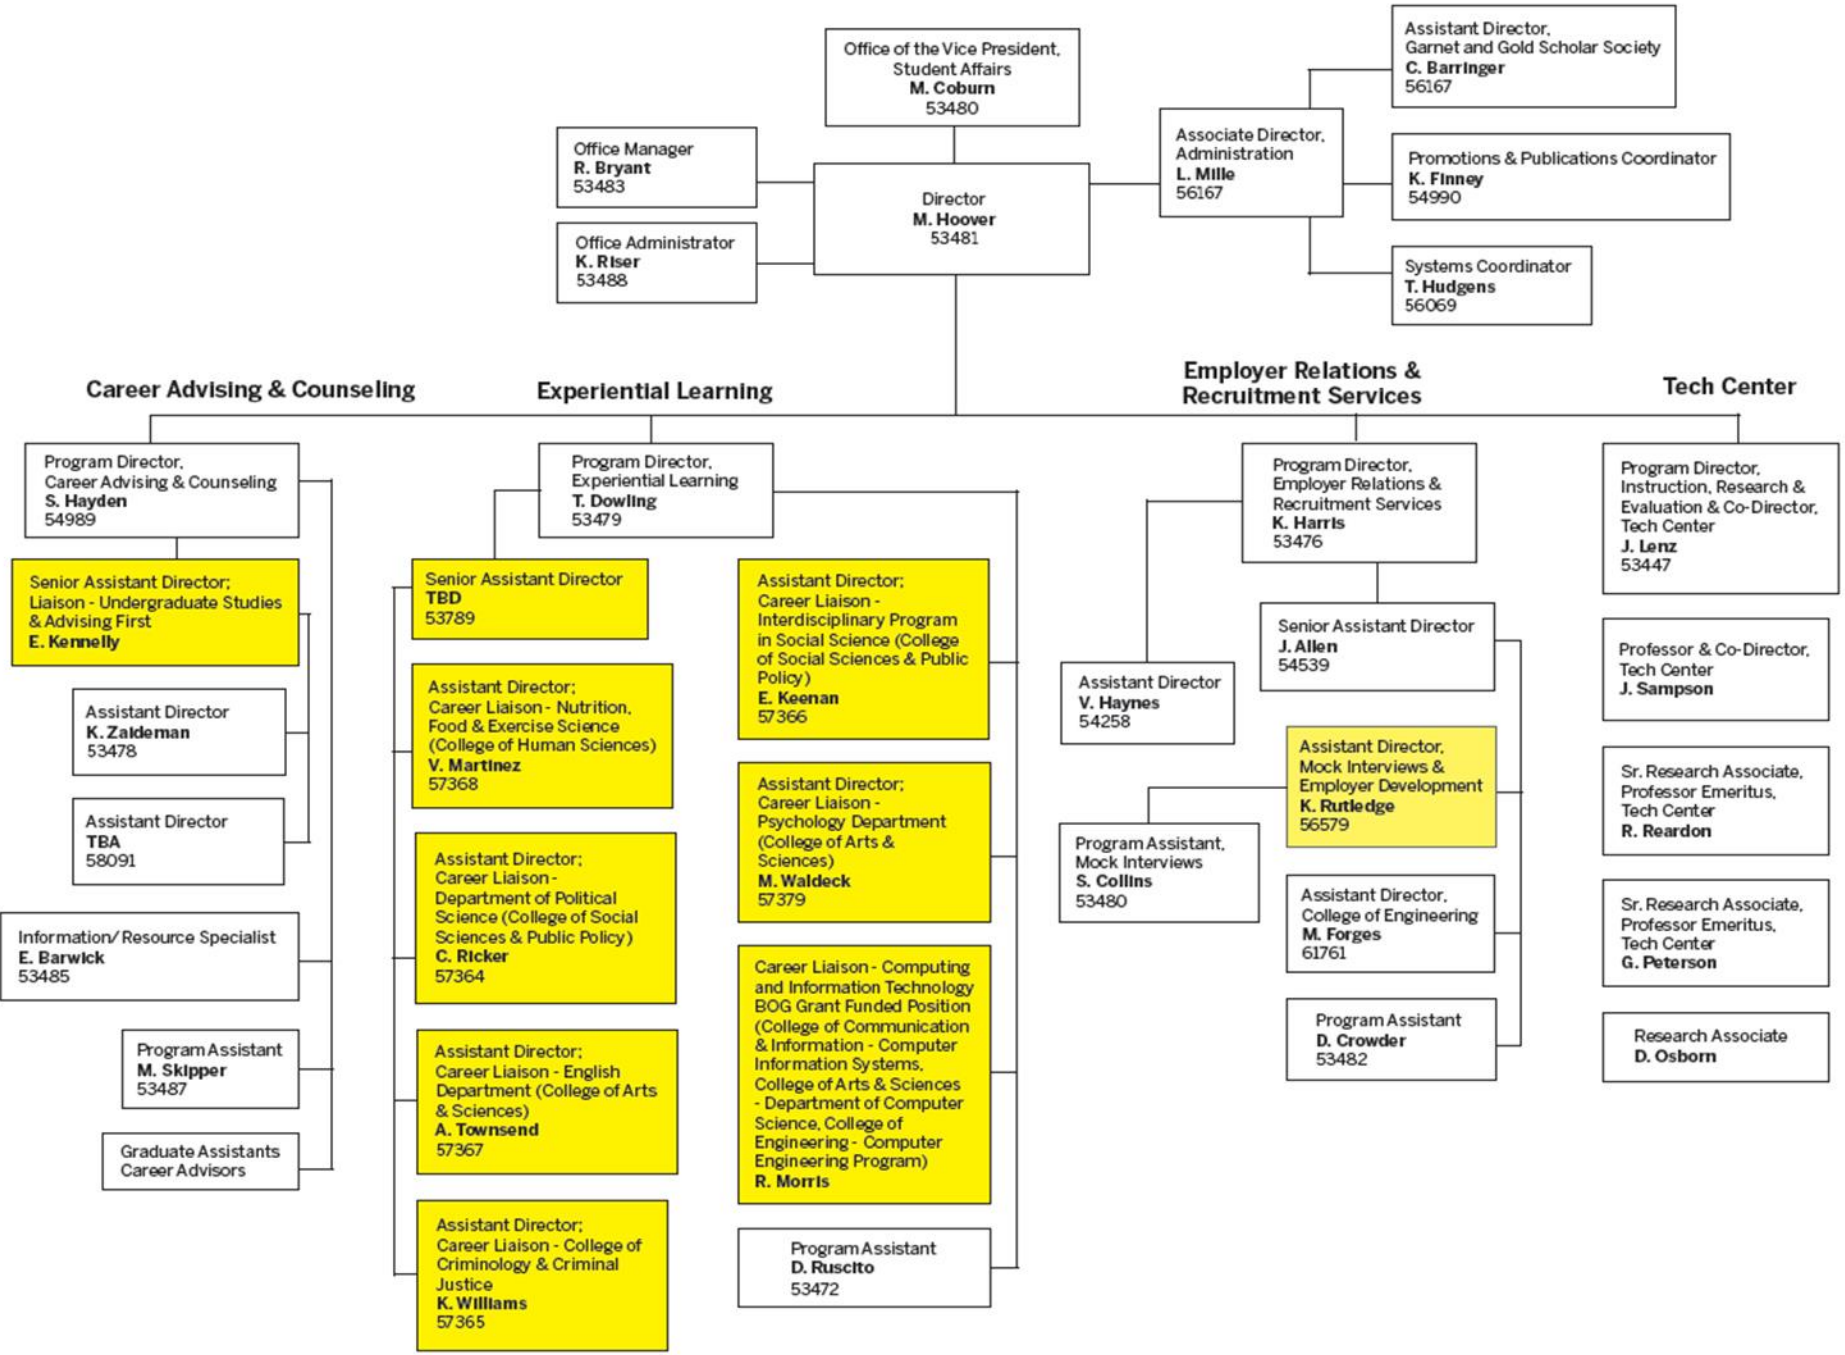 Office of the Vice President,
Student Affairs
M. Coburn
53480
Assistant Director,
Garnet and Gold Scholar Society
C. Barringer
56167
Office Manager
R. Bryant
53483
Director
M. Hoover
53481
Associate Director,
Administration
L. Mille
56167
Promotions & Publications Coordinator
K. Finney
54990
Office Administrator
K. Riser
53488
Systems Coordinator
T. Hudgens
56069
Career Advising & Counseling
Experiential Learning
Employer Relations &
Recruitment Services
Tech Center
Program Director,
Career Advising & Counseling
S. Hayden
54989
Senior Assistant Director;
Liaison - Undergraduate Studies
& Advising First
E. Kennelly
Assistant Director
K. Zaideman
53478
Assistant Director
TBA
58091
Information/Resource Specialist
E. Barwick
53485
Program Assistant
M. Skipper
53487
Graduate Assistants
Career Advisors
Program Director,
Experiential Learning
T. Dowling
53479
Senior Assistant Director
TBD
53789
Assistant Director;
Career Liaison - Nutrition,
Food & Exercise Science
(College of Human Sciences)
V. Martinez
57368
Assistant Director;
Career Liaison -
Department of Political
Science (College of Social
Sciences & Public Policy)
C. Ricker
57364
Assistant Director;
Career Liaison - English
Department (College of Arts
& Sciences)
A. Townsend
57367
Assistant Director;
Career Liaison - College of
Criminology & Criminal
Justice
K. Williams
57365
Assistant Director;
Career Liaison -
Interdisciplinary Program
in Social Science (College
of Social Sciences & Public
Policy)
E. Keenan
57366
Assistant Director;
Career Liaison -
Psychology Department
(College of Arts &
Sciences)
M. Waldeck
57379
Career Liaison - Computing
and Information Technology
BOG Grant Funded Position
(College of Communication
& Information - Computer
Information Systems,
College of Arts & Sciences
- Department of Computer
Science, College of
Engineering - Computer
Engineering Program)
R. Morris
Program Assistant
D. Ruscito
53472
Program Director,
Employer Relations &
Recruitment Services
K. Harris
53476
Senior Assistant Director
J. Allen
54539
Assistant Director
V. Haynes
54258
Assistant Director,
Mock Interviews &
Employer Development
K. Rutledge
56579
Program Assistant,
Mock Interviews
S. Collins
53480
Assistant Director,
College of Engineering
M. Forges
61761
Program Assistant
D. Crowder
53482
Program Director,
Instruction, Research &
Evaluation & Co-Director,
Tech Center
J. Lenz
53447
Professor & Co-Director,
Tech Center
J. Sampson
Sr. Research Associate,
Professor Emeritus,
Tech Center
R. Reardon
Sr. Research Associate,
Professor Emeritus,
Tech Center
G. Peterson
Research Associate
D. Osborn